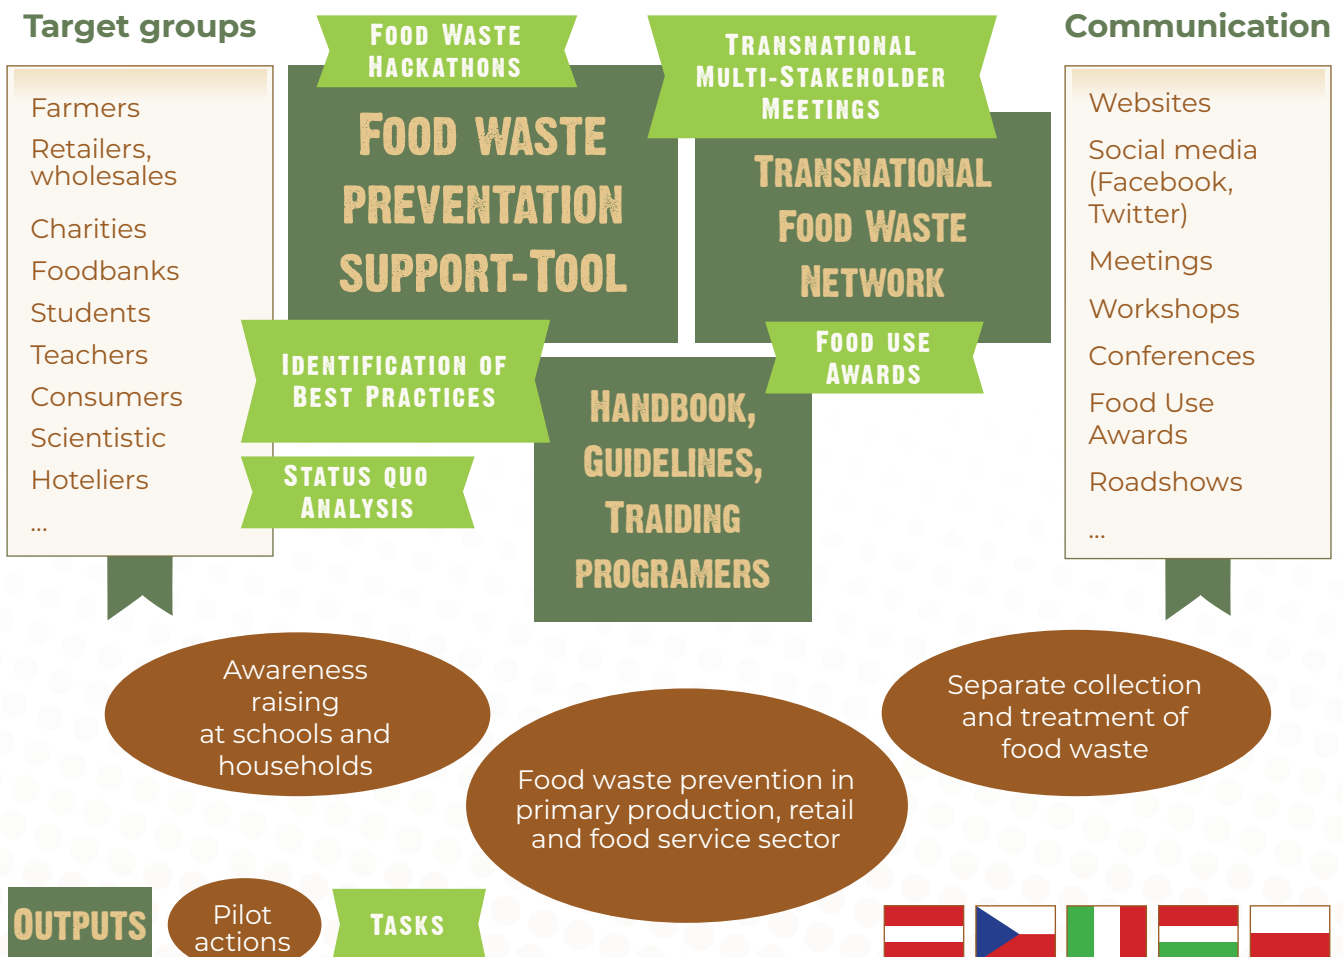 Target groups
Farmers
Retailers,
wholesales
Charities
Foodbanks
Students
Teachers
Consumers
Scientistic
Hoteliers
...
FOOD WASTE
HACKATHONS
FOOD WASTE
PREVENTATION
SUPPORT-TOOL
TRANSNATIONAL
MULTI-STAKEHOLDER
MEETINGS
TRANSNATIONAL
FOOD WASTE
NETWORK
IDENTIFICATION OF
BEST PRACTICES
STATUS QUO
ANALYSIS
FOOD USE
AWARDS
HANDBOOK,
GUIDELINES,
TRAIDING
PROGRAMERS
Communication
Websites
Social media
(Facebook,
Twitter)
Meetings
Workshops
Conferences
Food Use
Awards
Roadshows
...
Awareness
raising
at schools and
households
Food waste prevention in
primary production, retail
and food service sector
Separate collection
and treatment of
food waste
OUTPUTS
Pilot
actions
TASKS